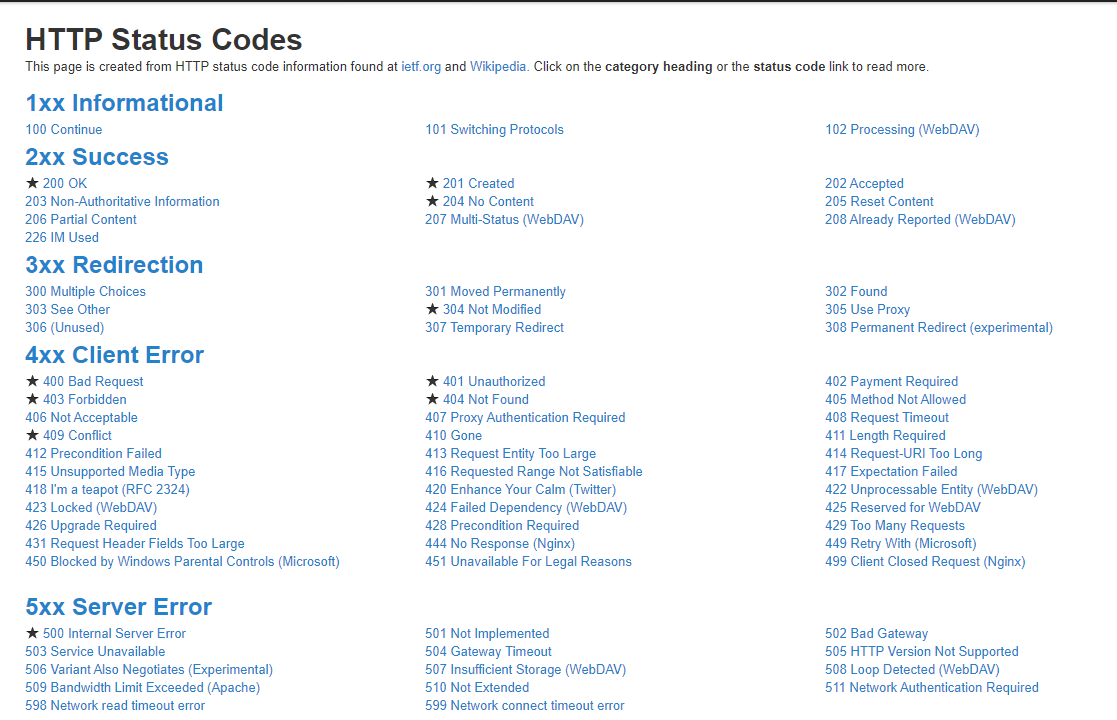 HTTP Status Codes
This page is created from HTTP status code information found at ietf.org and Wikipedia. Click on the category heading or the status code link to read more.
1xx Informational
100 Continue 101 Switching Protocols 102 Processing (WebDAV)
2xx Success
★ 200 OK ★ 201 Created 202 Accepted
203 Non-Authoritative Information ★ 204 No Content 205 Reset Content
206 Partial Content 207 Multi-Status (WebDAV) 208 Already Reported (WebDAV)
226 IM Used
3xx Redirection
300 Multiple Choices 301 Moved Permanently 302 Found
303 See Other ★ 304 Not Modified 305 Use Proxy
306 (Unused) 307 Temporary Redirect 308 Permanent Redirect (experimental)
4xx Client Error
★ 400 Bad Request ★ 401 Unauthorized 402 Payment Required
★ 403 Forbidden ★ 404 Not Found 405 Method Not Allowed
406 Not Acceptable 407 Proxy Authentication Required 408 Request Timeout
★ 409 Conflict 410 Gone 411 Length Required
412 Precondition Failed 413 Request Entity Too Large 414 Request-URI Too Long
415 Unsupported Media Type 416 Requested Range Not Satisfiable 417 Expectation Failed
418 I'm a teapot (RFC 2324) 420 Enhance Your Calm (Twitter) 422 Unprocessable Entity (WebDAV)
423 Locked (WebDAV) 424 Failed Dependency (WebDAV) 425 Reserved for WebDAV
426 Upgrade Required 428 Precondition Required 429 Too Many Requests
431 Request Header Fields Too Large 444 No Response (Nginx) 449 Retry With (Microsoft)
450 Blocked by Windows Parental Controls (Microsoft) 451 Unavailable For Legal Reasons 499 Client Closed Request (Nginx)
5xx Server Error
★ 500 Internal Server Error 501 Not Implemented 502 Bad Gateway
503 Service Unavailable 504 Gateway Timeout 505 HTTP Version Not Supported
506 Variant Also Negotiates (Experimental) 507 Insufficient Storage (WebDAV) 508 Loop Detected (WebDAV)
509 Bandwidth Limit Exceeded (Apache) 510 Not Extended 511 Network Authentication Required
598 Network read timeout error 599 Network connect timeout error